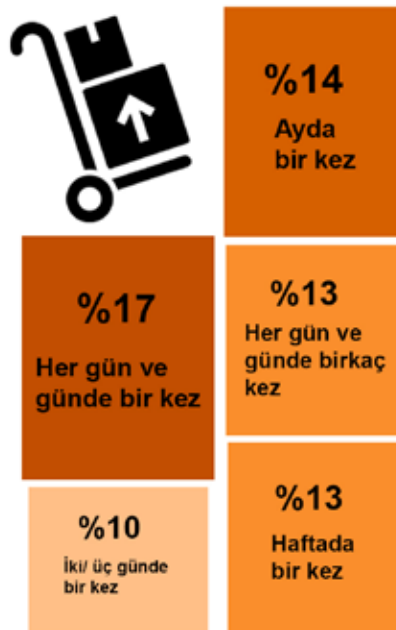 %14
Ayda
bir kez
%17
Her gün ve
günde bir kez
%13
Her gün ve
günde birkaç
kez
%10
İki/ üç günde
bir kez
%13
Haftada
bir kez